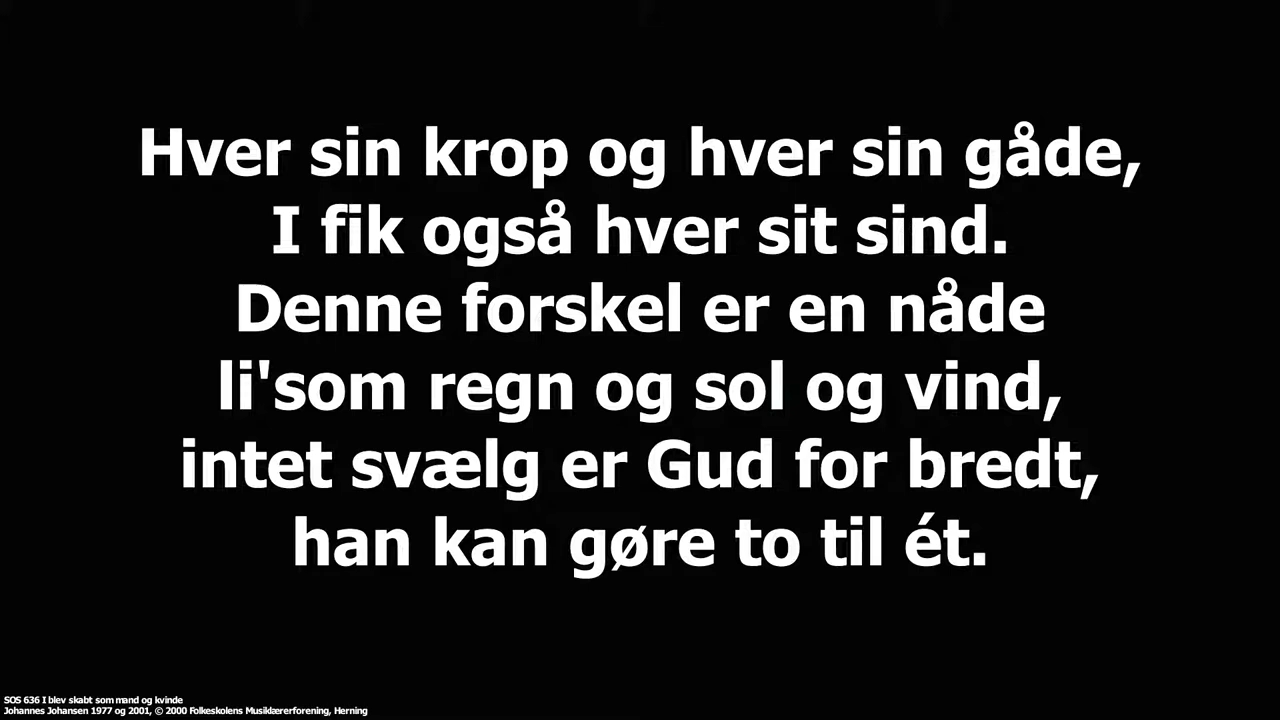 Hver sin krop og hver sin gåde,
I fik også hver sit sind.
Denne forskel er en nåde
li'som regn og sol og vind,
intet svælg er Gud for bredt,
han kan gøre to til ét.
SOS 636 I blev skabt som mand og kvinde
Johannes Johansen 1977 og 2001, © 2000 Folkeskolens Musiklærerforening, Herning